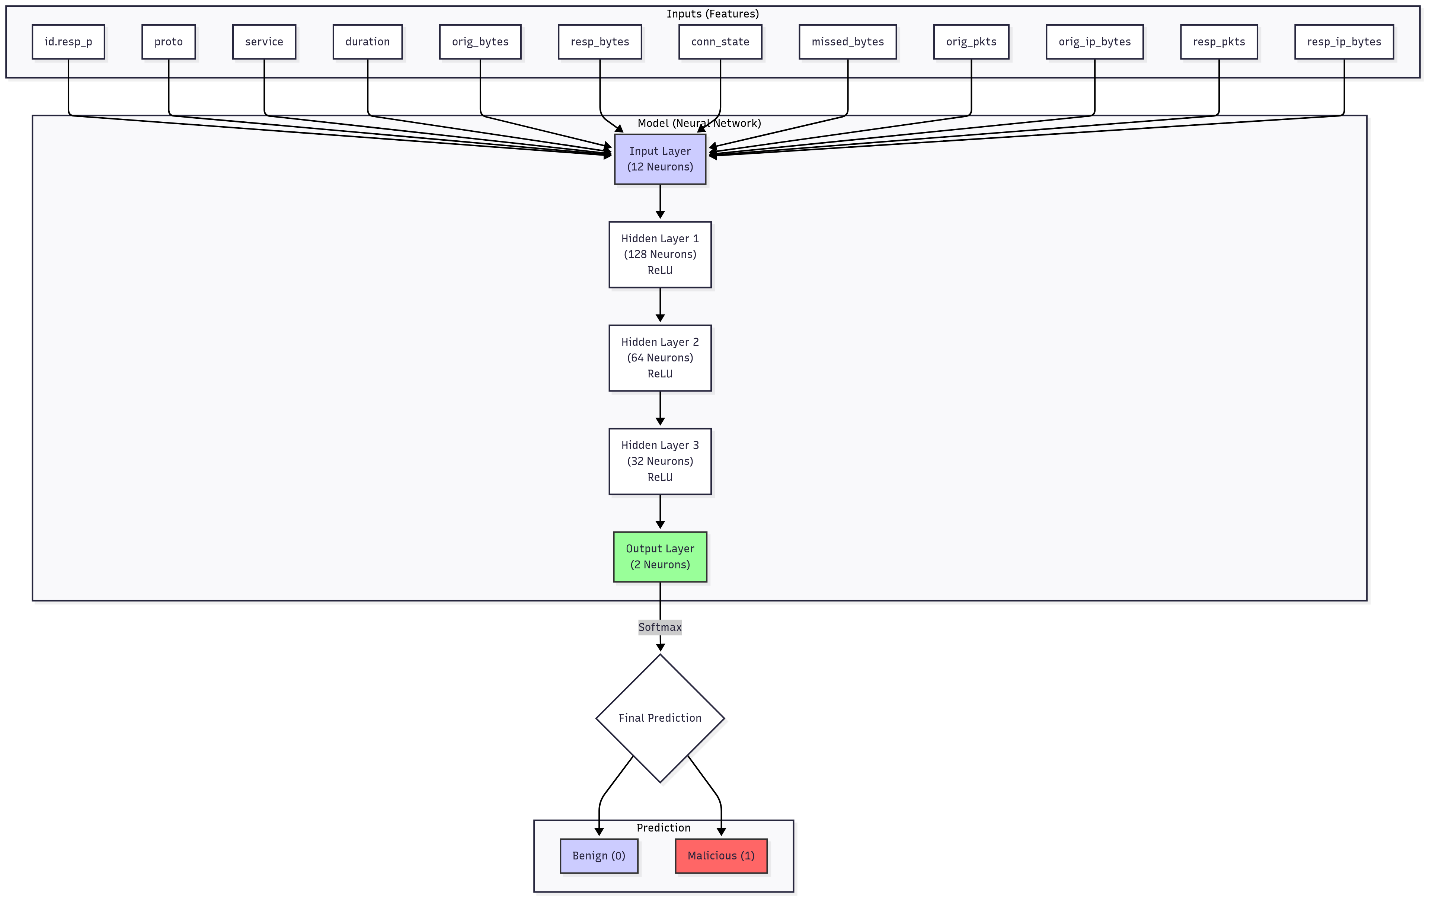 Inputs (Features)
id.resp_p
proto
service
duration
orig_bytes
resp_bytes
conn_state
missed_bytes
orig_pkts
orig_ip_bytes
resp_pkts
resp_ip_bytes
Model (Neural Network)
Input Layer
(12 Neurons)
Hidden Layer 1
(128 Neurons)
ReLU
Hidden Layer 2
(64 Neurons)
ReLU
Hidden Layer 3
(32 Neurons)
ReLU
Output Layer
(2 Neurons)
Softmax
Final Prediction
Prediction
Benign (0)
Malicious (1)